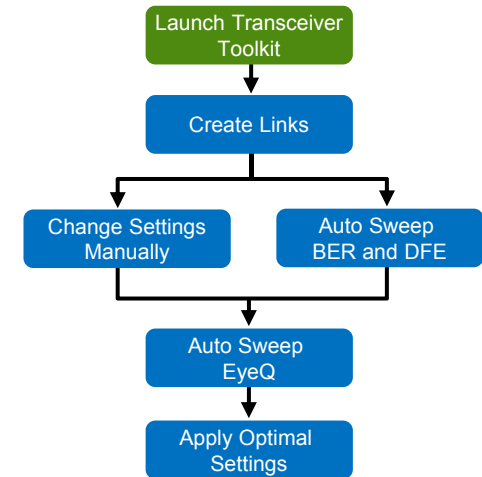 Launch Transceiver
Toolkit
Create Links
Change Settings
Manually
Auto Sweep
BER and DFE
Auto Sweep
EyeQ
Apply Optimal
Settings